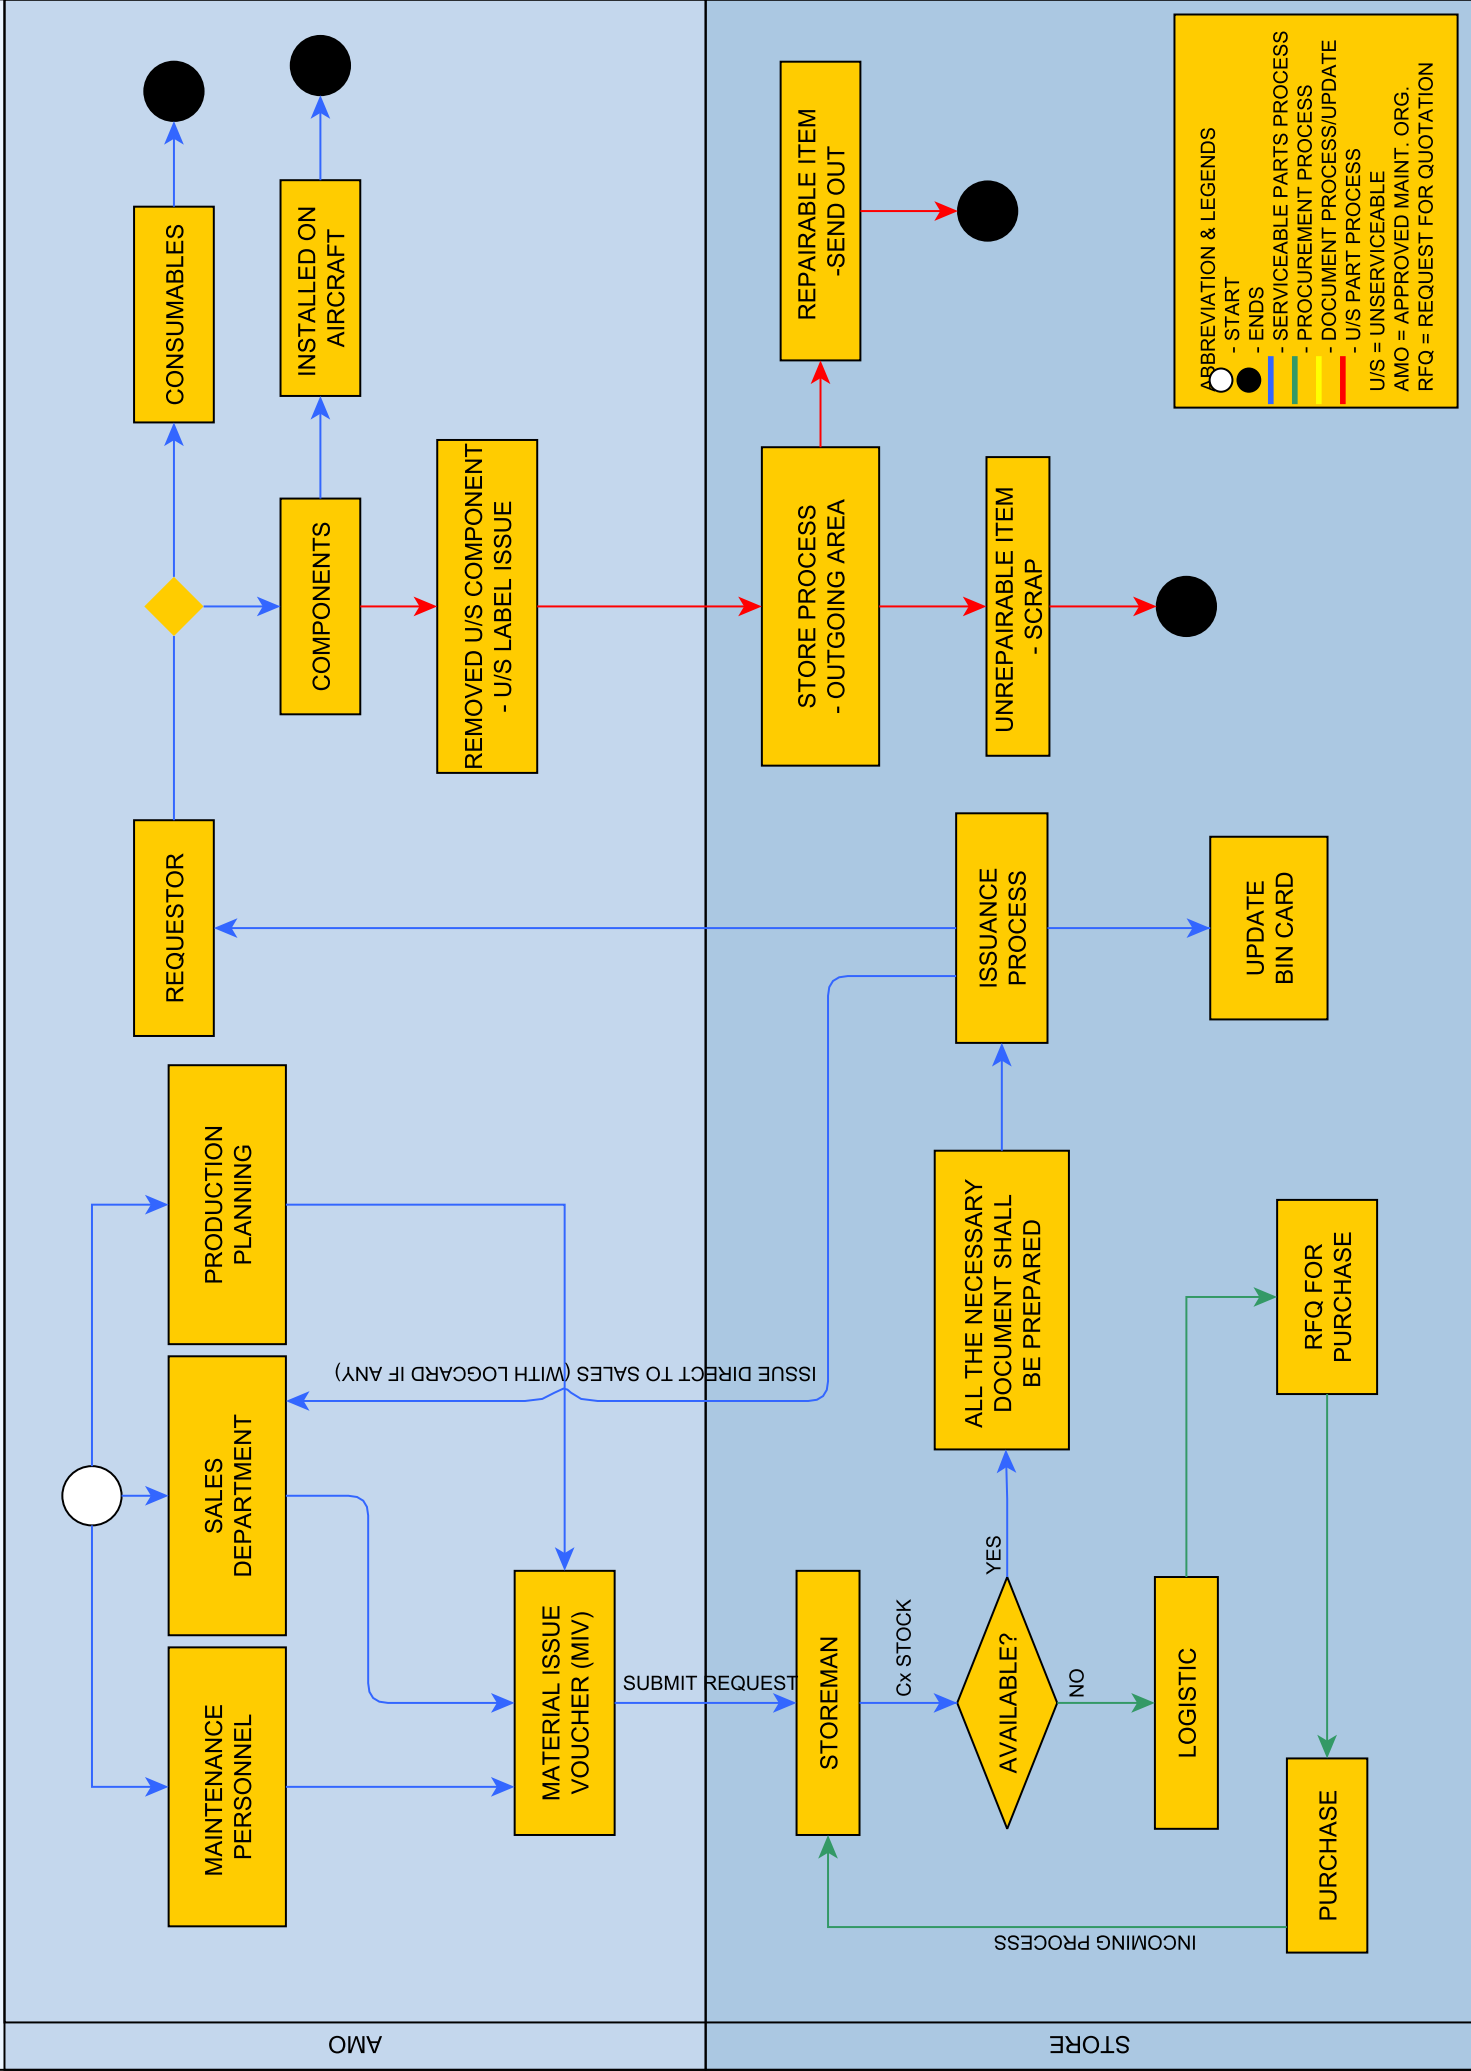 AMO
MAINTENANCE
PERSONNEL
SALES
DEPARTMENT
PRODUCTION
PLANNING
REQUESTOR
CONSUMABLES
COMPONENTS
INSTALLED ON
AIRCRAFT
REMOVED U/S COMPONENT
- U/S LABEL ISSUE
MATERIAL ISSUE
VOUCHER (MIV)
SUBMIT REQUEST
ISSUE DIRECT TO SALES (WITH LOGCARD IF ANY)
STORE
STOREMAN
Cx STOCK
AVAILABLE?
YES
NO
LOGISTIC
PURCHASE
INCOMING PROCESS
RFQ FOR
PURCHASE
ALL THE NECESSARY
DOCUMENT SHALL
BE PREPARED
ISSUANCE
PROCESS
UPDATE
BIN CARD
STORE PROCESS
- OUTGOING AREA
UNREPAIRABLE ITEM
- SCRAP
REPAIRABLE ITEM
-SEND OUT
ABBREVIATION & LEGENDS
- START
- ENDS
- SERVICEABLE PARTS PROCESS
- PROCUREMENT PROCESS
- DOCUMENT PROCESS/UPDATE
- U/S PART PROCESS
U/S = UNSERVICEABLE
AMO = APPROVED MAINT. ORG.
RFQ = REQUEST FOR QUOTATION